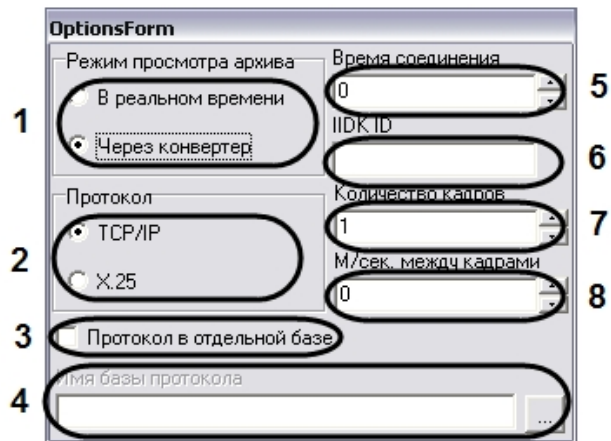 OptionsForm
Режим просмотра архива
В реальном времени
Через конвертер
Время соединения
0
IIDK ID
Протокол
TCP/IP
X.25
Количество кадров
1
М/сек. между кадрами
0
Протокол в отдельной базе
Имя базы протокола
...
1
2
3
4
5
6
7
8